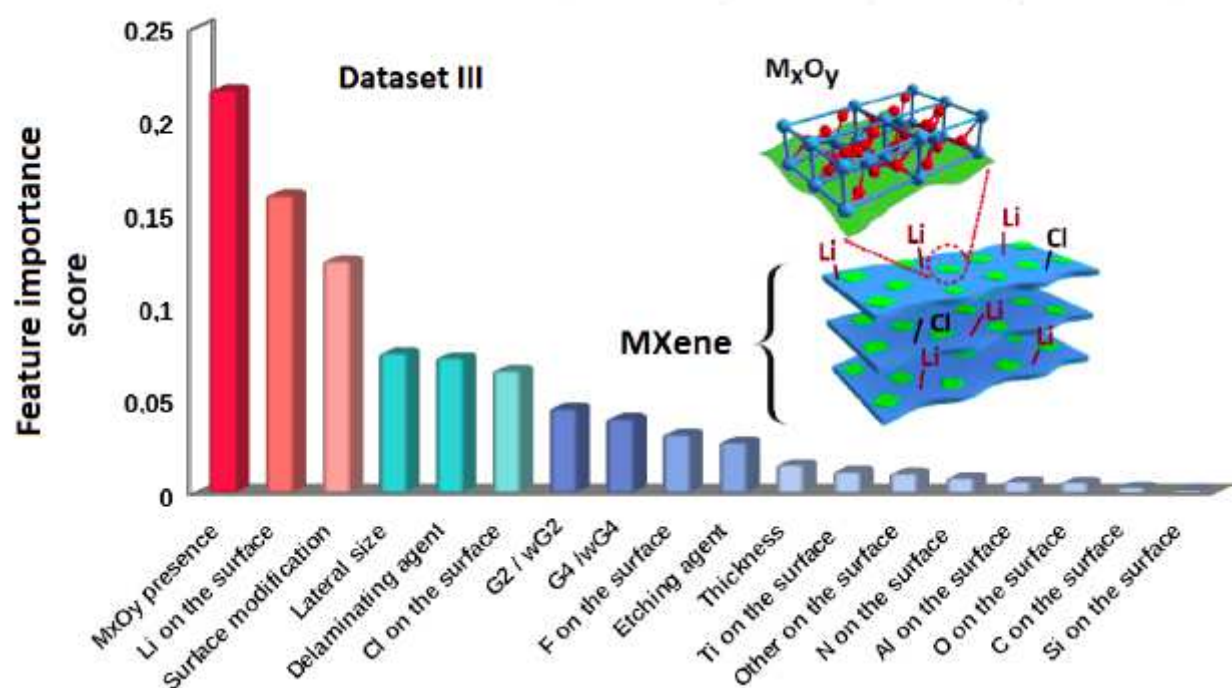 0.25
0,2
0.15
0.1
0.05
0
Feature importance
score
Dataset III
MxOy
Li
Li
Li
Cl
Cl
Li
Li
Li
MXene
MxOy presence
Li on the surface
Surface modification
Lateral size
Delaminating agent
Cl on the surface
G2 / wG2
G4 /wG4
F on the surface
Etching agent
Thickness
Ti on the surface
Other on the surface
N on the surface
Al on the surface
O on the surface
C on the surface
Si on the surface